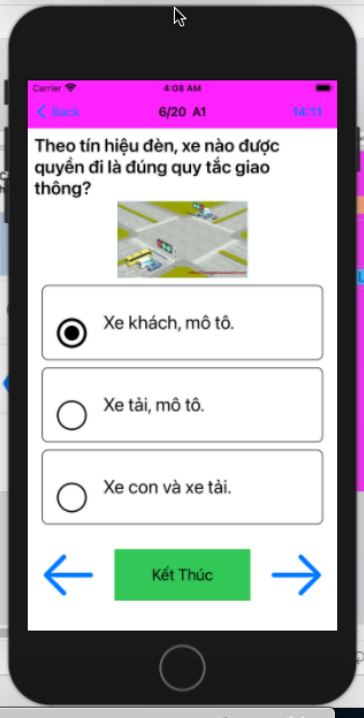 Carrier 4:08 AM
Back 6/20 A1 14:11
Theo tín hiệu đèn, xe nào được
quyền đi là đúng quy tắc giao
thông?
Xe khách, mô tô.
Xe tải, mô tô.
Xe con và xe tải.
Kết Thúc